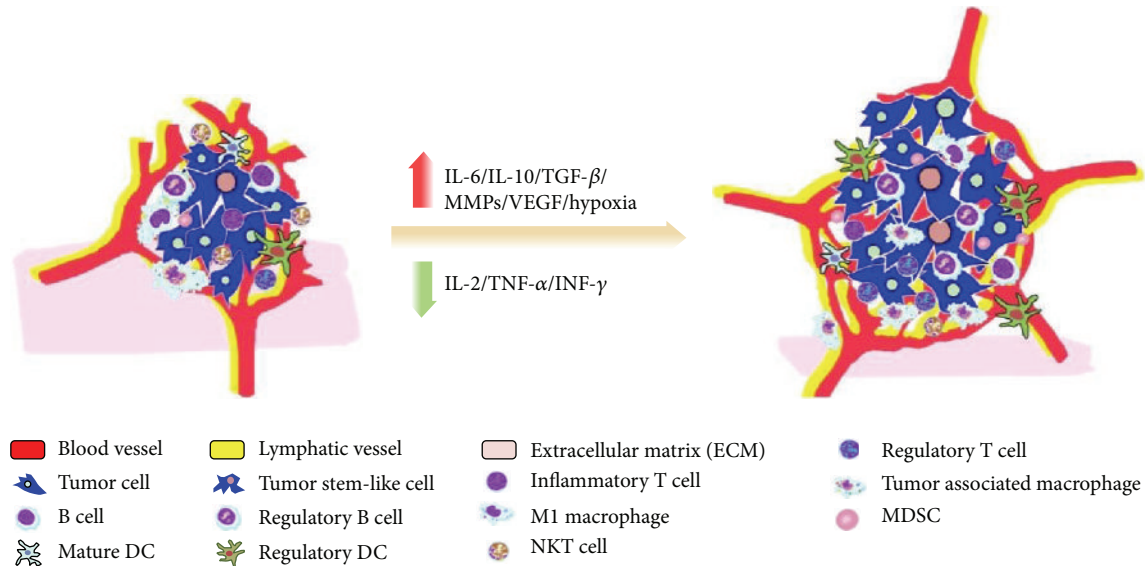 IL-6/IL-10/TGF-β/
MMPs/VEGF/hypoxia
IL-2/TNF-α/INF-γ
Blood vessel
Lymphatic vessel
Extracellular matrix (ECM)
Regulatory T cell
Tumor cell
Tumor stem-like cell
Inflammatory T cell
Tumor associated macrophage
B cell
Regulatory B cell
M1 macrophage
MDSC
Mature DC
Regulatory DC
NKT cell